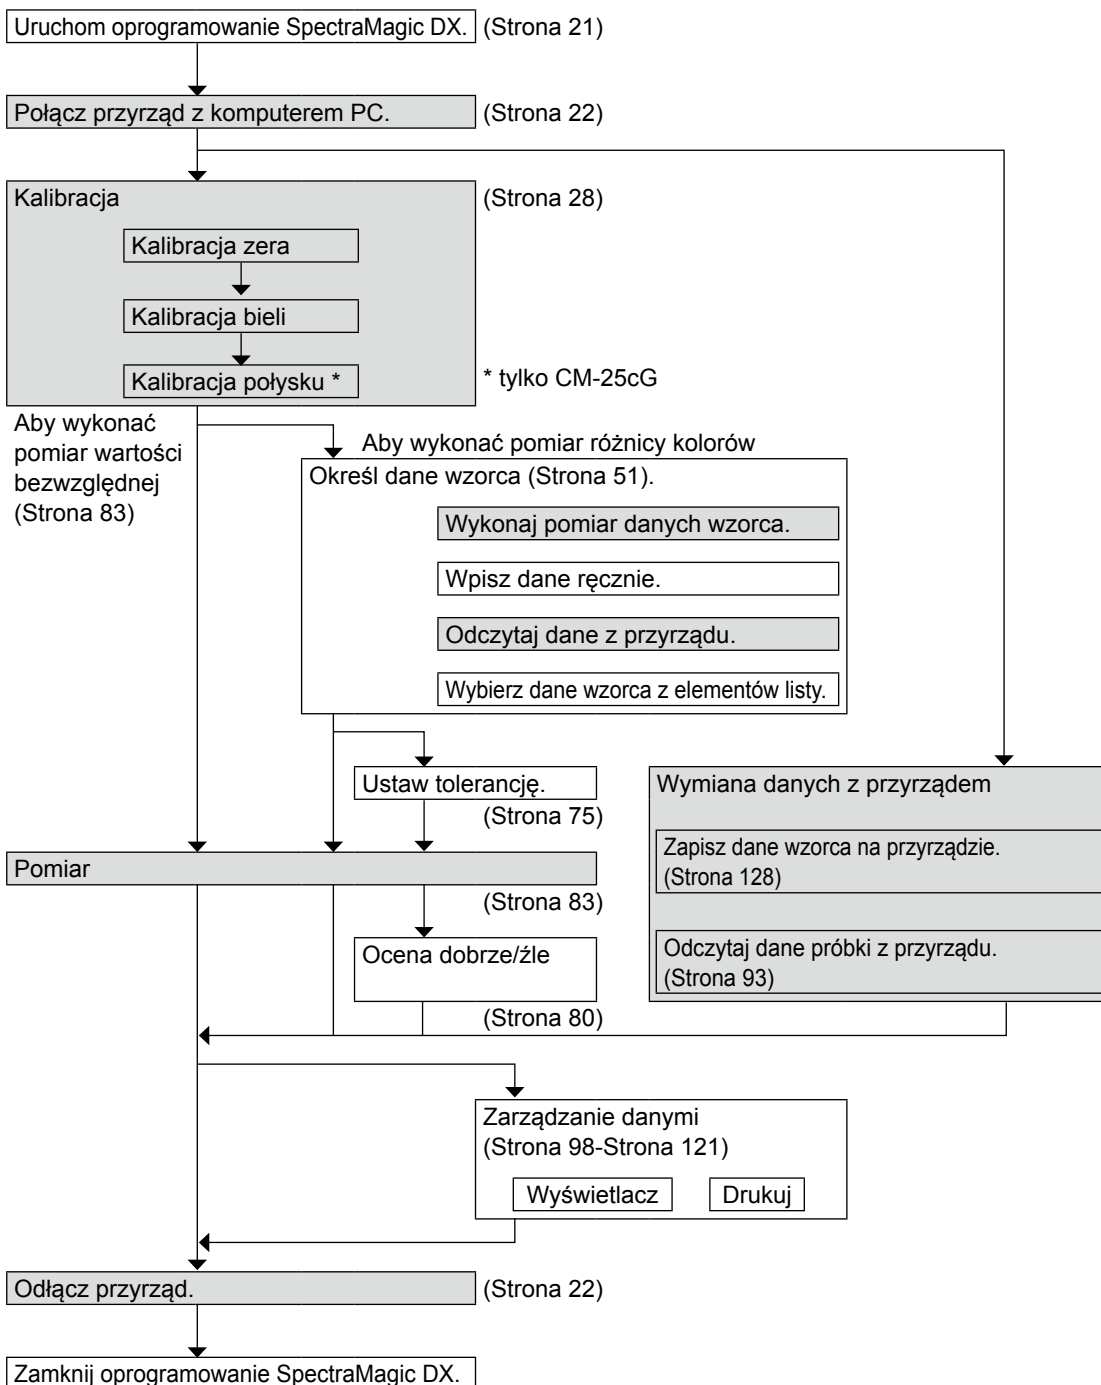 Uruchom oprogramowanie SpectraMagic DX. (Strona 21)
Połącz przyrząd z komputerem PC. (Strona 22)
Kalibracja (Strona 28)
Kalibracja zera
Kalibracja bieli
Kalibracja połysku * * tylko CM-25cG
Aby wykonać
pomiar wartości
bezwzględnej
(Strona 83)
Aby wykonać pomiar różnicy kolorów
Określ dane wzorca (Strona 51).
Wykonaj pomiar danych wzorca.
Wpisz dane ręcznie.
Odczytaj dane z przyrządu.
Wybierz dane wzorca z elementów listy.
Ustaw tolerancję.
(Strona 75)
Wymiana danych z przyrządem
Zapisz dane wzorca na przyrządzie.
(Strona 128)
Odczytaj dane próbki z przyrządu.
(Strona 93)
Pomiar
(Strona 83)
Ocena dobrze/źle
(Strona 80)
Zarządzanie danymi
(Strona 98-Strona 121)
Wyświetlacz Drukuj
Odłącz przyrząd. (Strona 22)
Zamknij oprogramowanie SpectraMagic DX.